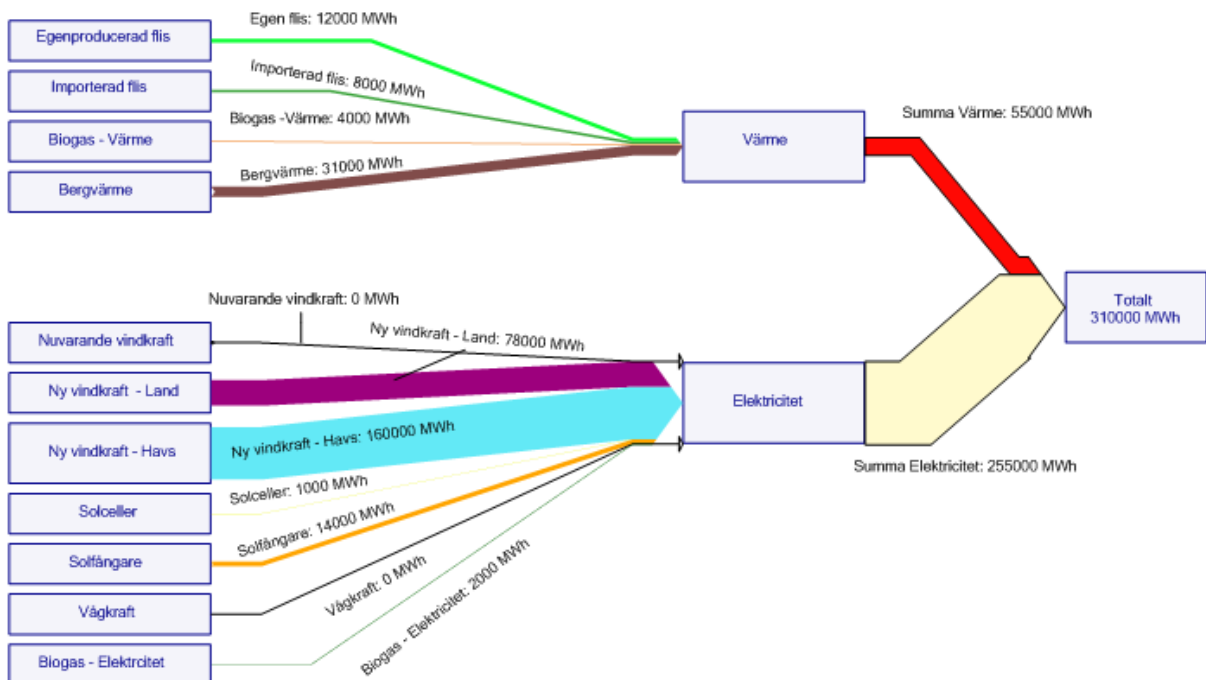 Egen flis: 12000 MWh
Egenproducerad flis
Importerad flis: 8000 MWh
Importerad flis
Biogas -Värme: 4000 MWh
Biogas - Värme
Bergvärme: 31000 MWh
Bergvärme
Värme
Summa Värme: 55000 MWh
Totalt
310000 MWh
Nuvarande vindkraft: 0 MWh
Nuvarande vindkraft
Ny vindkraft - Land: 78000 MWh
Ny vindkraft - Land
Elektricitet
Ny vindkraft - Havs: 160000 MWh
Ny vindkraft - Havs
Summa Elektricitet: 255000 MWh
Solceller: 1000 MWh
Solceller
Solfångare: 14000 MWh
Solfångare
Vågkraft: 0 MWh
Vågkraft
Biogas - Elektricitet: 2000 MWh
Biogas - Elektrcitet